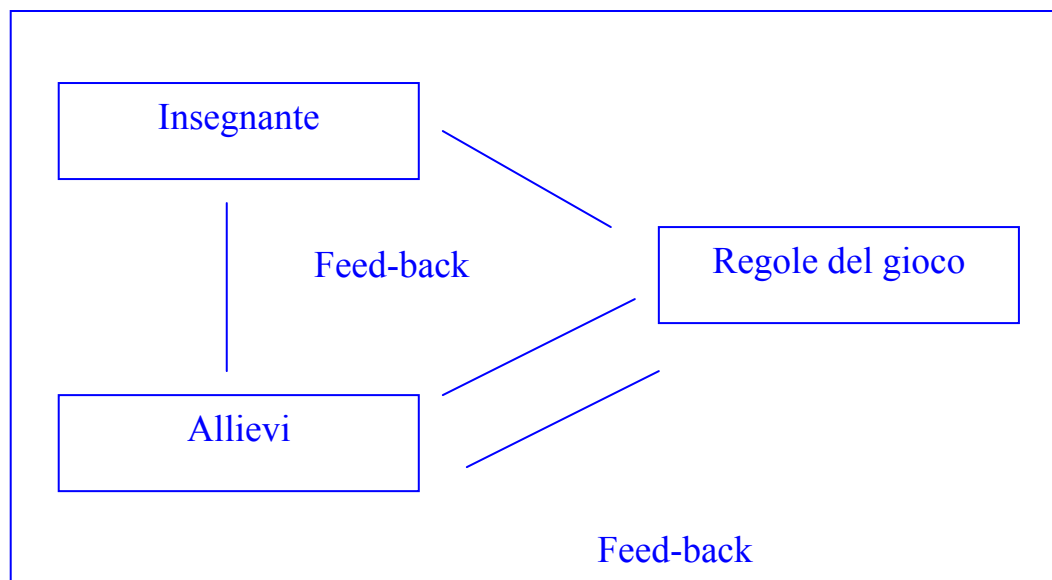 Insegnante
Feed-back
Regole del gioco
Allievi
Feed-back